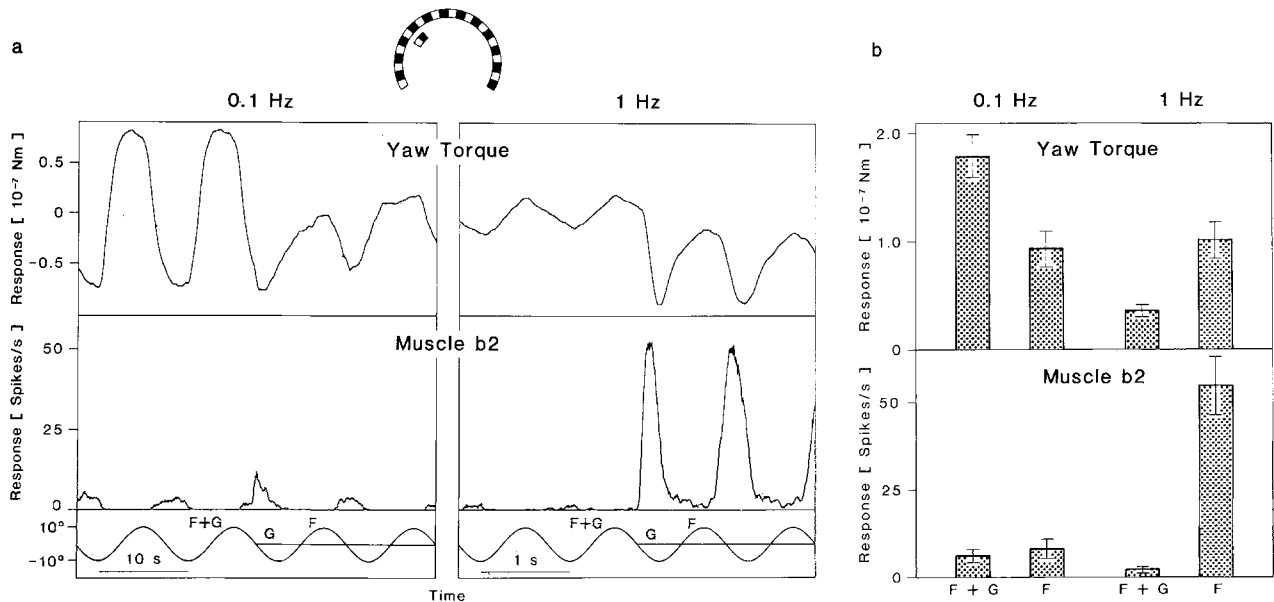 a
b
0.1 Hz
1 Hz
0.1 Hz
1 Hz
Yaw Torque
Response [ 10⁻⁷ Nm ]
0.5
0
-0.5
Muscle b2
Response [ Spikes/s ]
50
25
0
10°
-10°
F+G
G
F
10 s
F+G
G
F
1 s
Time
Yaw Torque
Response [ 10⁻⁷ Nm ]
2.0
1.0
0
Muscle b2
Response [ Spikes/s ]
50
25
0
F + G
F
F + G
F